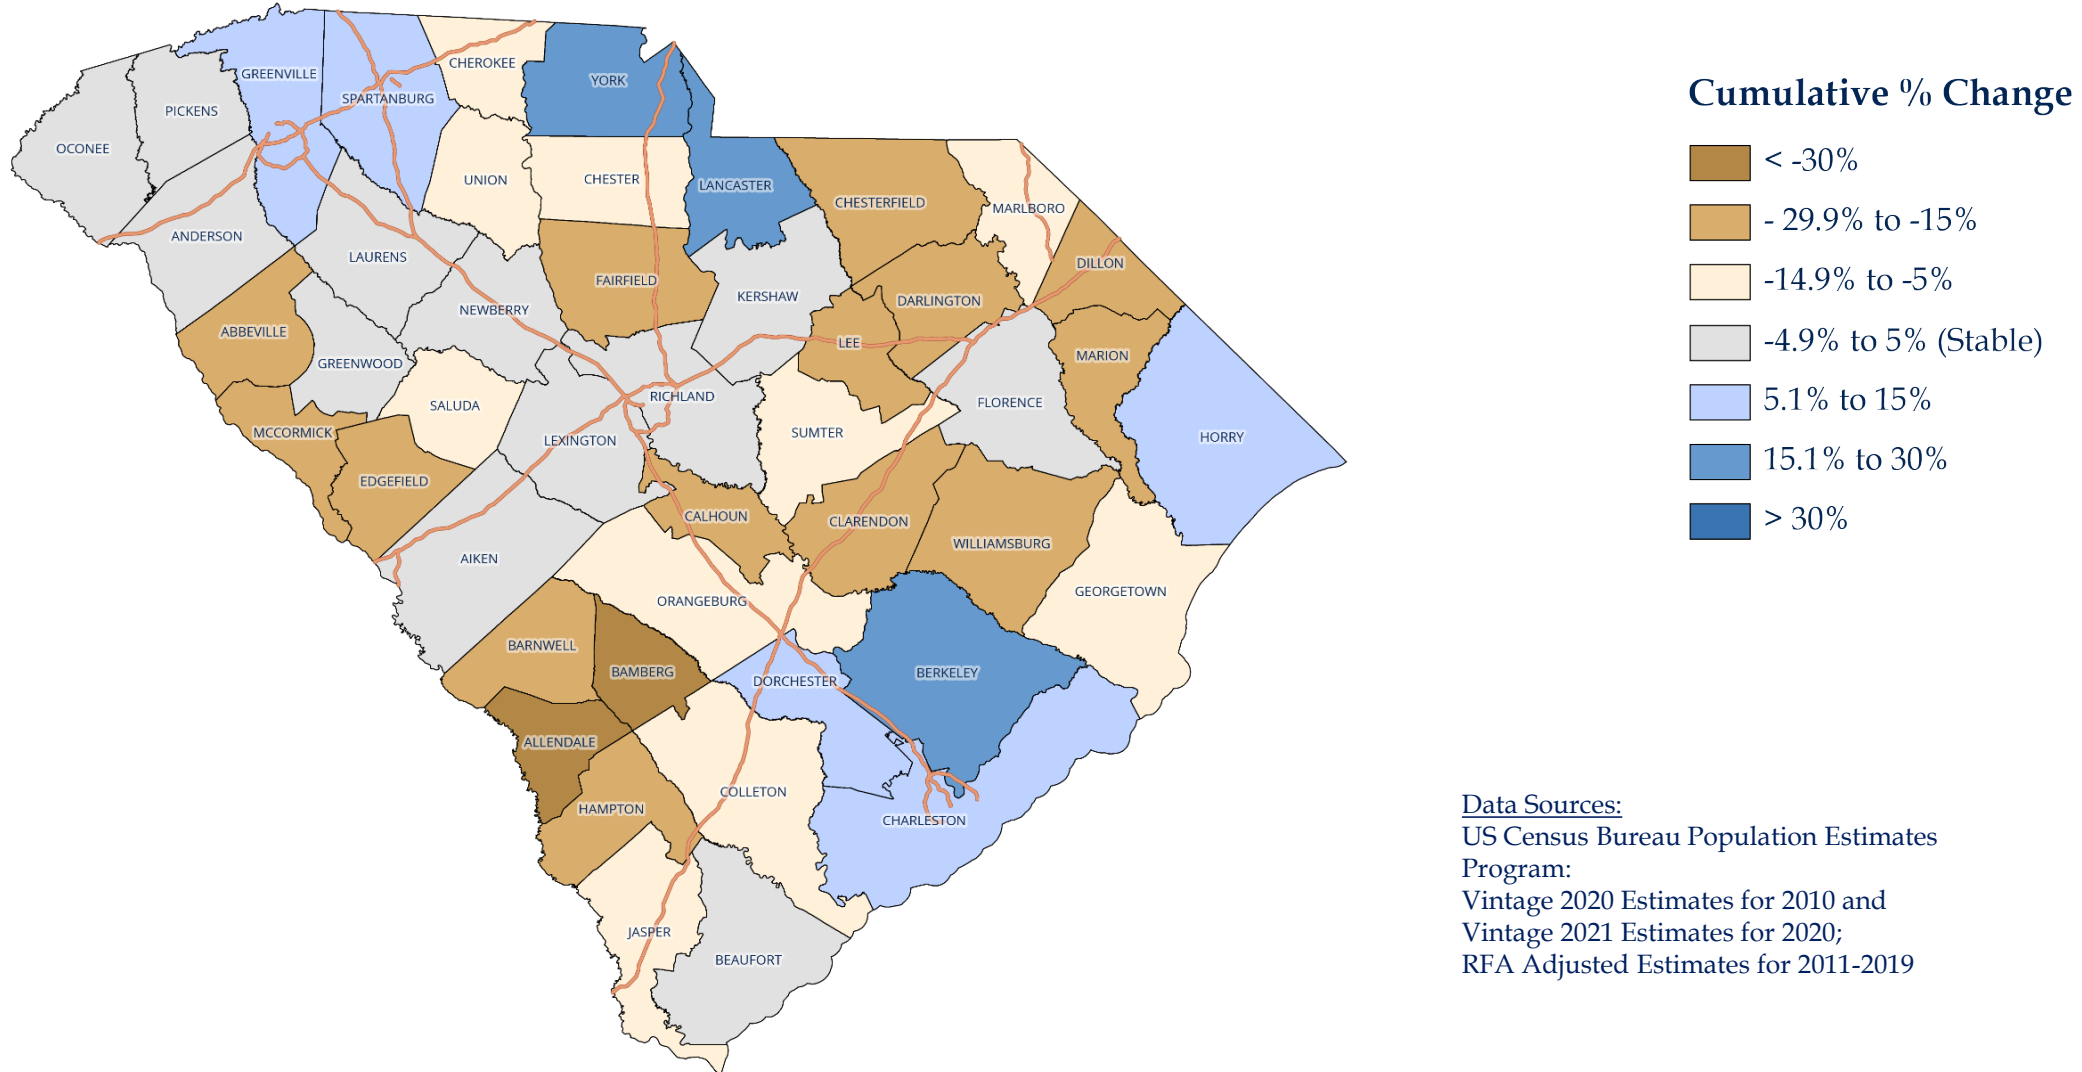 GREENVILLE
CHEROKEE
YORK
SPARTANBURG
PICKENS
OCONEE
UNION
CHESTER
LANCASTER
CHESTERFIELD
MARLBORO
ANDERSON
LAURENS
DILLON
FAIRFIELD
KERSHAW
DARLINGTON
NEWBERRY
ABBEVILLE
LEE
MARION
GREENWOOD
RICHLAND
SALUDA
FLORENCE
MCCORMICK
LEXINGTON
SUMTER
HORRY
EDGEFIELD
CALHOUN
CLARENDON
WILLIAMSBURG
AIKEN
ORANGEBURG
GEORGETOWN
BARNWELL
BAMBERG
DORCHESTER
BERKELEY
ALLENDALE
COLLETON
HAMPTON
CHARLESTON
JASPER
BEAUFORT
Cumulative % Change
< -30%
- 29.9% to -15%
-14.9% to -5%
-4.9% to 5% (Stable)
5.1% to 15%
15.1% to 30%
> 30%
Data Sources:
US Census Bureau Population Estimates
Program:
Vintage 2020 Estimates for 2010 and
Vintage 2021 Estimates for 2020;
RFA Adjusted Estimates for 2011-2019